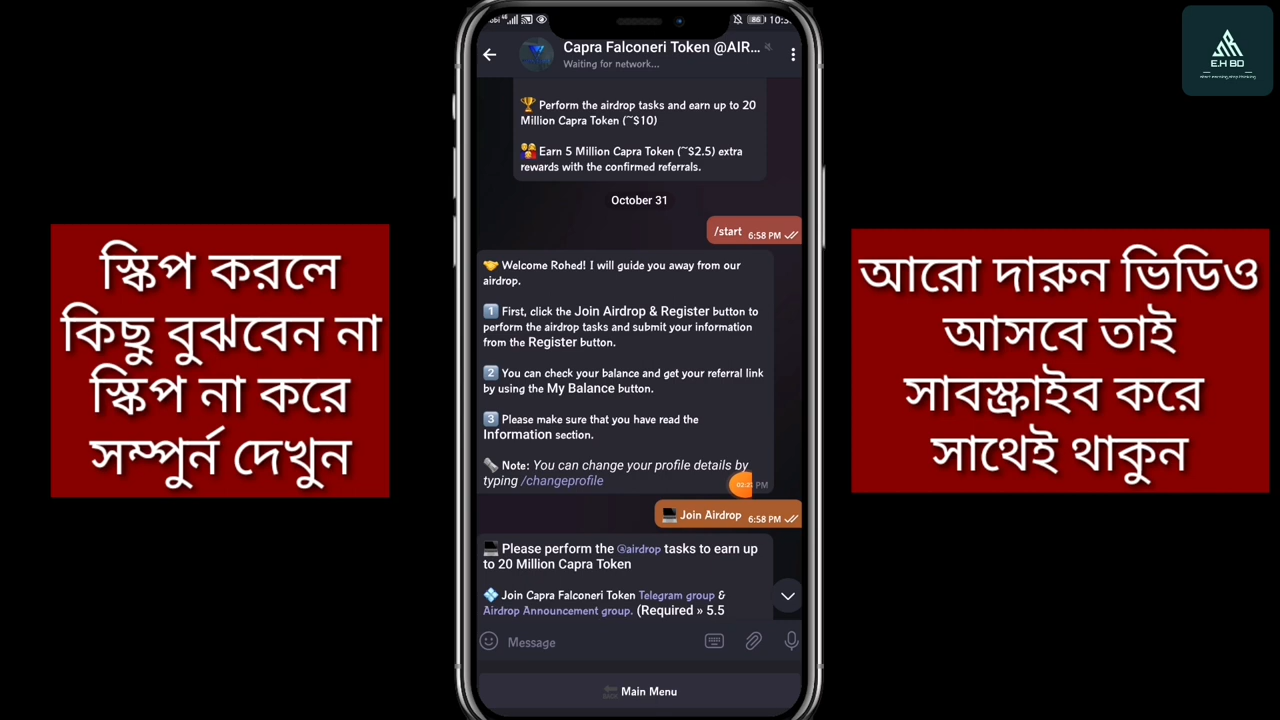 স্কিপ করলে
কিছু বুঝবেন না
স্কিপ না করে
সম্পুর্ন দেখুন
86
Capra Falconeri Token @AIR...
Waiting for network...
Perform the airdrop tasks and earn up to 20
Million Capra Token (~$10)
Earn 5 Million Capra Token (~$2.5) extra
rewards with the confirmed referrals.
October 31
/start 6:58 PM
Welcome Rohed! I will guide you away from our
airdrop.
1 First, click the Join Airdrop & Register button to
perform the airdrop tasks and submit your information
from the Register button.
2 You can check your balance and get your referral link
by using the My Balance button.
3 Please make sure that you have read the
Information section.
Note: You can change your profile details by
typing /changeprofile
PM
Join Airdrop 6:58 PM
Please perform the @airdrop tasks to earn up
to 20 Million Capra Token
Join Capra Falconeri Token Telegram group &
Airdrop Announcement group. (Required » 5.5
Message
BACK Main Menu
E.H BD
আরো দারুন ভিডিও
আসবে তাই
সাবস্ক্রাইব করে
সাথেই থাকুন